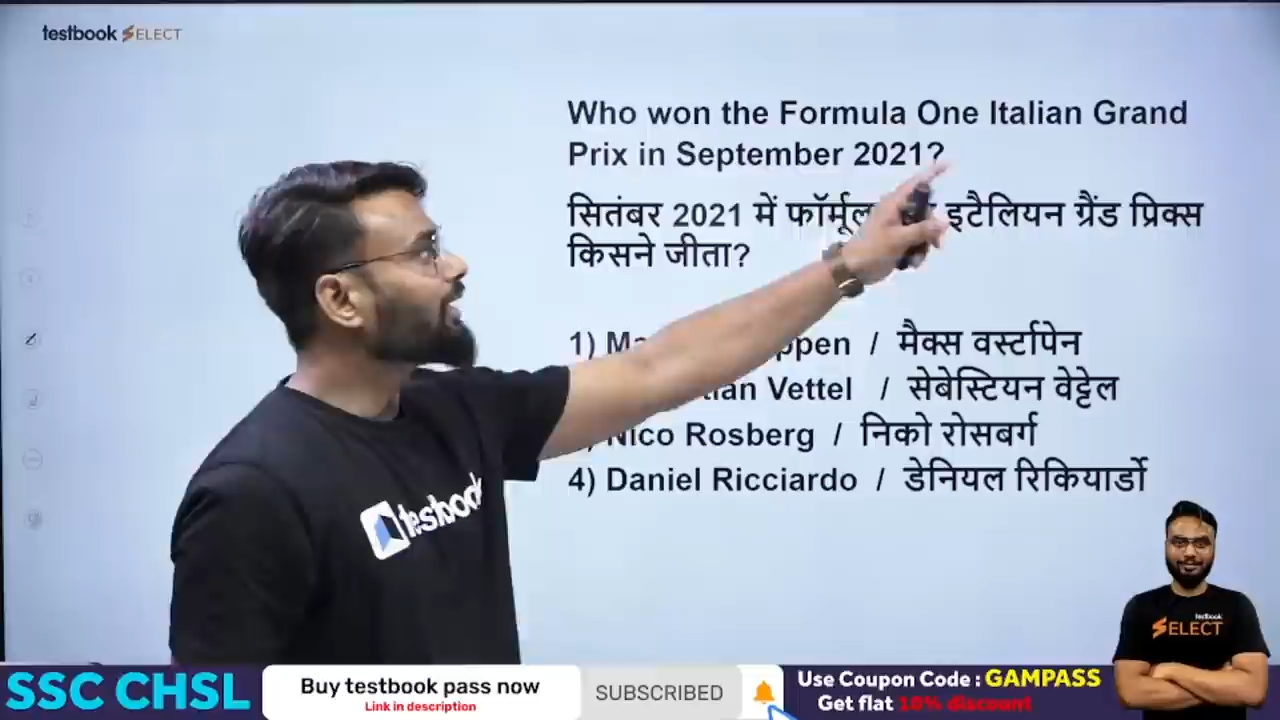 testbook SELECT
Who won the Formula One Italian Grand
Prix in September 2021?
सितंबर 2021 में इटैलियन ग्रैंड प्रिक्स
किसने जीता?
1) / मैक्स वर्स्टापेन
Vettel / सेबेस्टियन वेट्टेल
Nico Rosberg / निको रोसबर्ग
4) Daniel Ricciardo / डेनियल रिकियार्डो
testbook
testbook
SELECT
SSC CHSL
Buy testbook pass now
Link in description
SUBSCRIBED
Use Coupon Code : GAMPASS
Get flat 10% discount